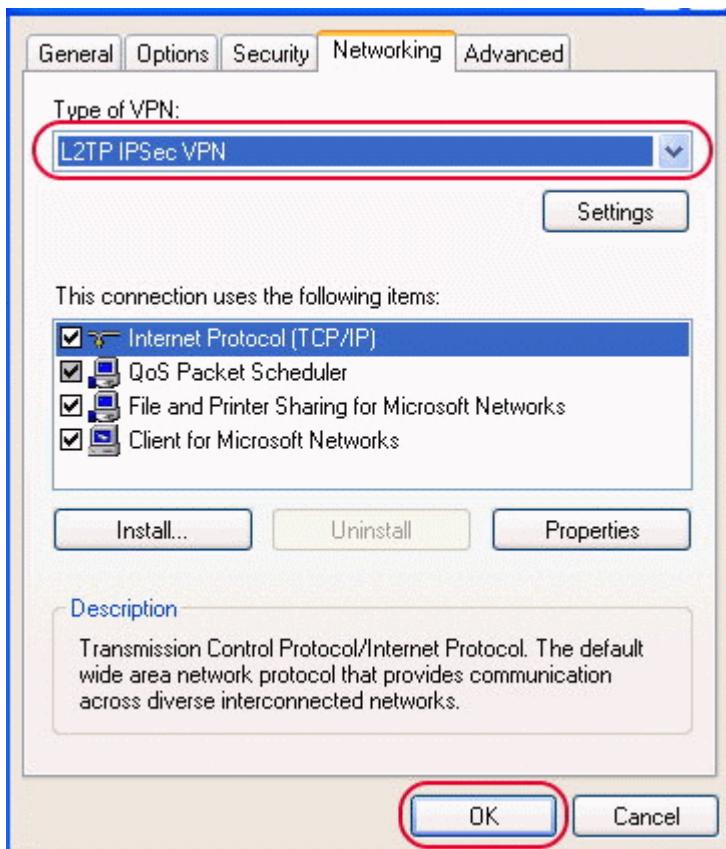 General Options Security Networking Advanced
Type of VPN:
L2TP IPSec VPN
Settings
This connection uses the following items:
Internet Protocol (TCP/IP)
QoS Packet Scheduler
File and Printer Sharing for Microsoft Networks
Client for Microsoft Networks
Install... Uninstall Properties
Description
Transmission Control Protocol/Internet Protocol. The default
wide area network protocol that provides communication
across diverse interconnected networks.
OK Cancel